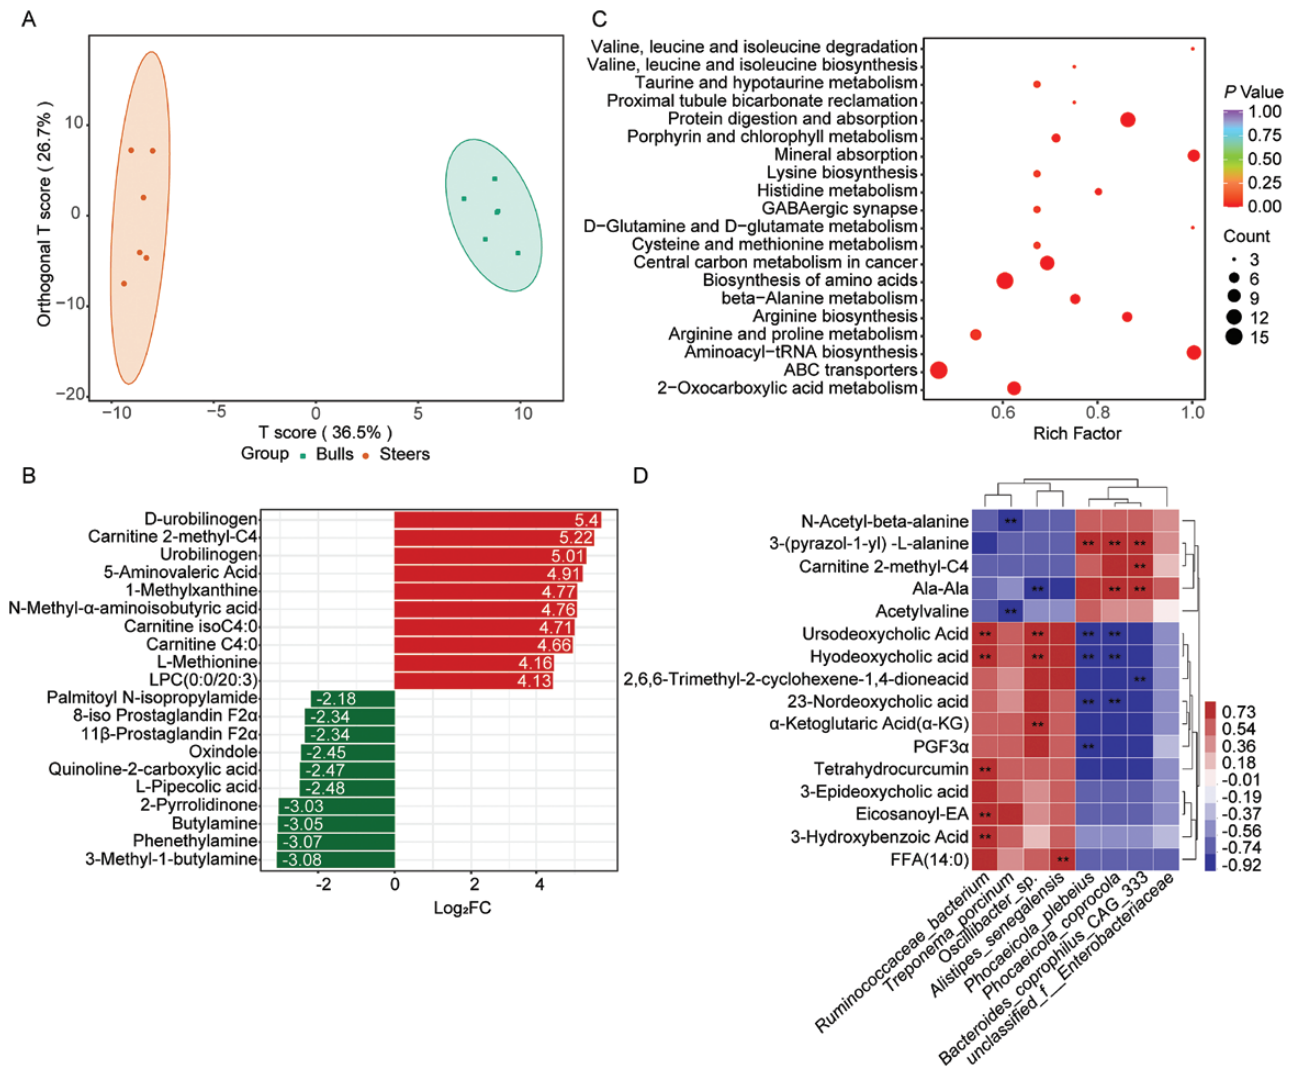 A
Orthogonal T score ( 26.7% )
10
0
−10
−20
−10
−5
0
5
10
T score ( 36.5% )
Group Bulls Steers
C
Valine, leucine and isoleucine degradation
Valine, leucine and isoleucine biosynthesis
Taurine and hypotaurine metabolism
Proximal tubule bicarbonate reclamation
Protein digestion and absorption
Porphyrin and chlorophyll metabolism
Mineral absorption
Lysine biosynthesis
Histidine metabolism
GABAergic synapse
D−Glutamine and D−glutamate metabolism
Cysteine and methionine metabolism
Central carbon metabolism in cancer
Biosynthesis of amino acids
beta−Alanine metabolism
Arginine biosynthesis
Arginine and proline metabolism
Aminoacyl−tRNA biosynthesis
ABC transporters
2−Oxocarboxylic acid metabolism
0.6
0.8
1.0
Rich Factor
P Value
1.00
0.75
0.50
0.25
0.00
Count
3
6
9
12
15
B
D-urobilinogen 5.4
Carnitine 2-methyl-C4 5.22
Urobilinogen 5.01
5-Aminovaleric Acid 4.91
1-Methylxanthine 4.77
N-Methyl-α-aminoisobutyric acid 4.76
Carnitine isoC4:0 4.71
Carnitine C4:0 4.66
L-Methionine 4.16
LPC(0:0/20:3) 4.13
Palmitoyl N-isopropylamide -2.18
8-iso Prostaglandin F2α -2.34
11β-Prostaglandin F2α -2.34
Oxindole -2.45
Quinoline-2-carboxylic acid -2.47
L-Pipecolic acid -2.48
2-Pyrrolidinone -3.03
Butylamine -3.05
Phenethylamine -3.07
3-Methyl-1-butylamine -3.08
-2
0
2
4
Log₂FC
D
N-Acetyl-beta-alanine **
3-(pyrazol-1-yl) -L-alanine ** ** **
Carnitine 2-methyl-C4 **
Ala-Ala ** ** **
Acetylvaline **
Ursodeoxycholic Acid ** ** ** **
Hyodeoxycholic acid ** ** ** **
2,6,6-Trimethyl-2-cyclohexene-1,4-dioneacid **
23-Nordeoxycholic acid ** **
α-Ketoglutaric Acid(α-KG) **
PGF3α **
Tetrahydrocurcumin **
3-Epideoxycholic acid
Eicosanoyl-EA **
3-Hydroxybenzoic Acid **
FFA(14:0) **
Ruminococcaceae_bacterium
Treponema_porcinum
Oscillibacter_sp.
Alistipes_senegalensis
Phocaeicola_plebeius
Phocaeicola_coprocola
Bacteroides_coprophilus_CAG_333
unclassified_f__Enterobacteriaceae
0.73
0.54
0.36
0.18
-0.01
-0.19
-0.37
-0.56
-0.74
-0.92